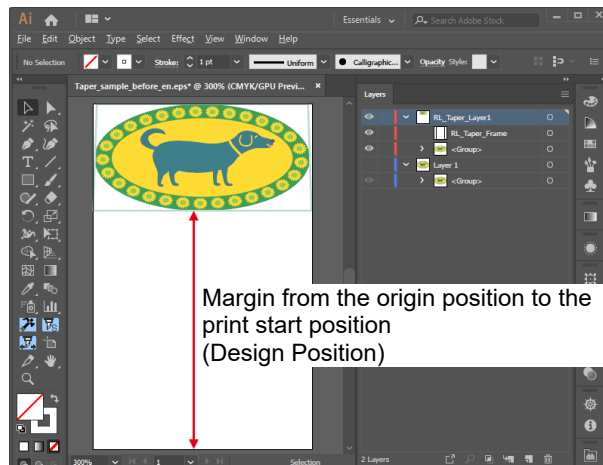 Ai
Essentials
Search Adobe Stock
File Edit Object Type Select Effect View Window Help
No Selection
Stroke: 1 pt
Uniform
Calligraphic...
Opacity Style:
Taper_sample_before_en.eps* @ 300% (CMYK/GPU Previ... ×
Layers
RL_Taper_Layer1
RL_Taper_Frame
<Group>
Layer 1
<Group>
Margin from the origin position to the
print start position
(Design Position)
300%
1
Selection
2 Layers